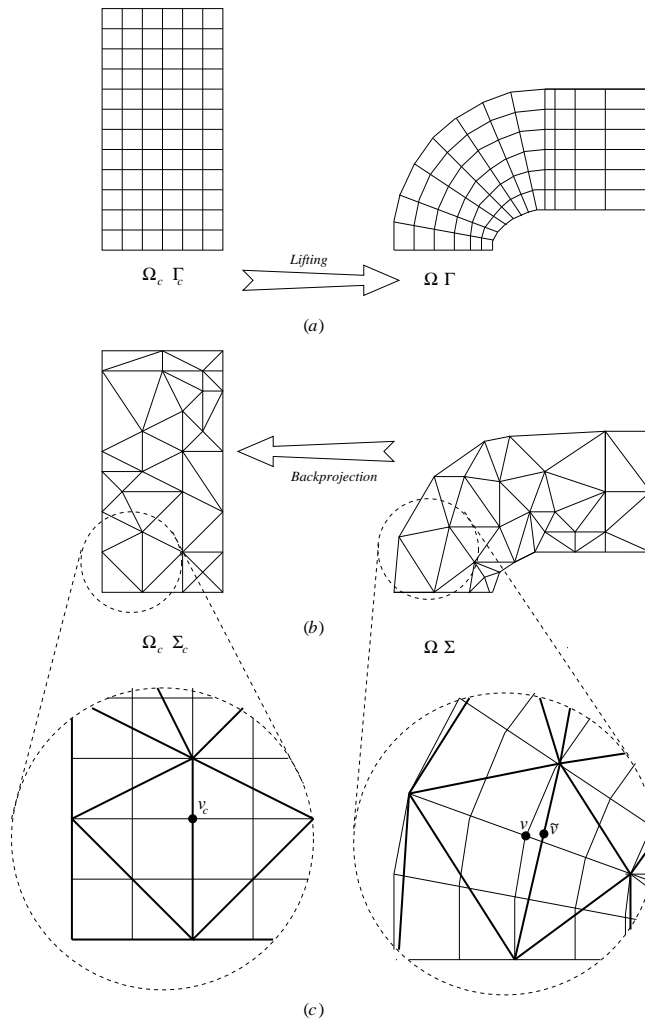 Ω_c Γ_c
Lifting
Ω Γ
(a)
Backprojection
(b)
Ω_c Σ_c
Ω Σ
v_c
v ṽ
(c)